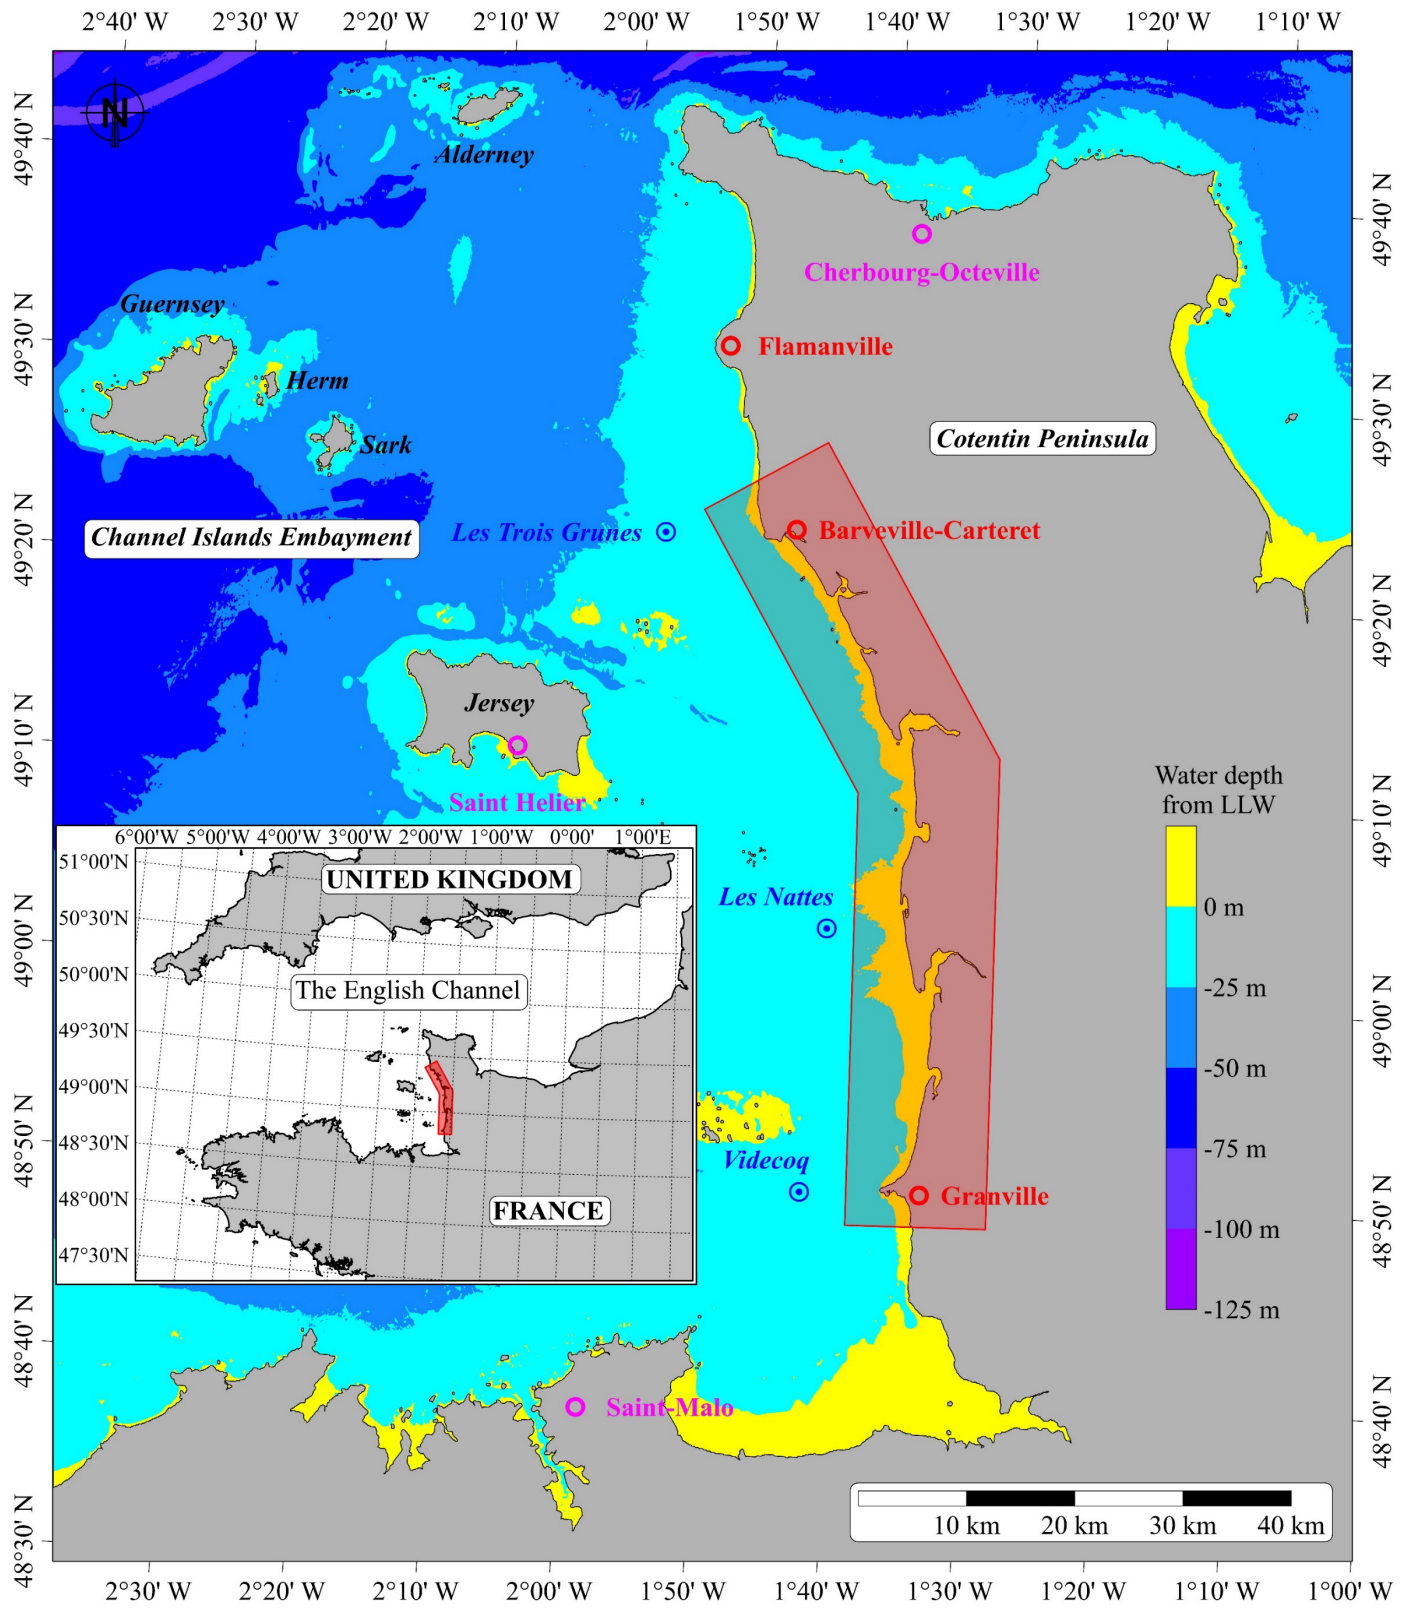 2°40' W 2°30' W 2°20' W 2°10' W 2°00' W 1°50' W 1°40' W 1°30' W 1°20' W 1°10' W
N
49°40' N
49°30' N
49°20' N
49°10' N
49°00' N
48°50' N
48°40' N
48°30' N
Alderney
Cherbourg-Octeville
Guernsey
Flamanville
Herm
Cotentin Peninsula
Sark
Les Trois Grunes
Barveville-Carteret
Channel Islands Embayment
Jersey
Saint Helier
Water depth
from LLW
0 m
-25 m
-50 m
-75 m
-100 m
-125 m
6°00'W 5°00'W 4°00'W 3°00'W 2°00'W 1°00'W 0°00' 1°00'E
51°00'N
50°30'N
50°00'N
49°30'N
49°00'N
48°30'N
48°00'N
47°30'N
UNITED KINGDOM
The English Channel
FRANCE
Les Nattes
Videcoq
Granville
Saint-Malo
10 km 20 km 30 km 40 km
49°40' N
49°30' N
49°20' N
49°10' N
49°00' N
48°50' N
48°40' N
2°30' W 2°20' W 2°10' W 2°00' W 1°50' W 1°40' W 1°30' W 1°20' W 1°10' W 1°00' W